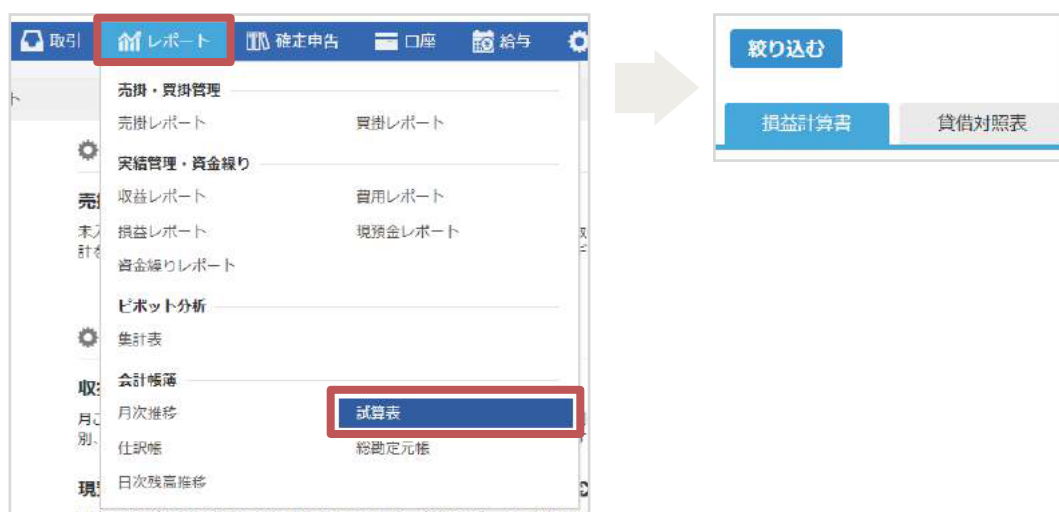 取引 レポート 確定申告 口座 給与
ト
売掛・買掛管理
売掛レポート 買掛レポート
実績管理・資金繰り
収益レポート 費用レポート
損益レポート 現預金レポート
資金繰りレポート
ピボット分析
集計表
会計帳簿
月次推移 試算表
仕訳帳 総勘定元帳
日次残高推移
売
未
計を
収
月ご
別、
現
絞り込む
損益計算書 貸借対照表